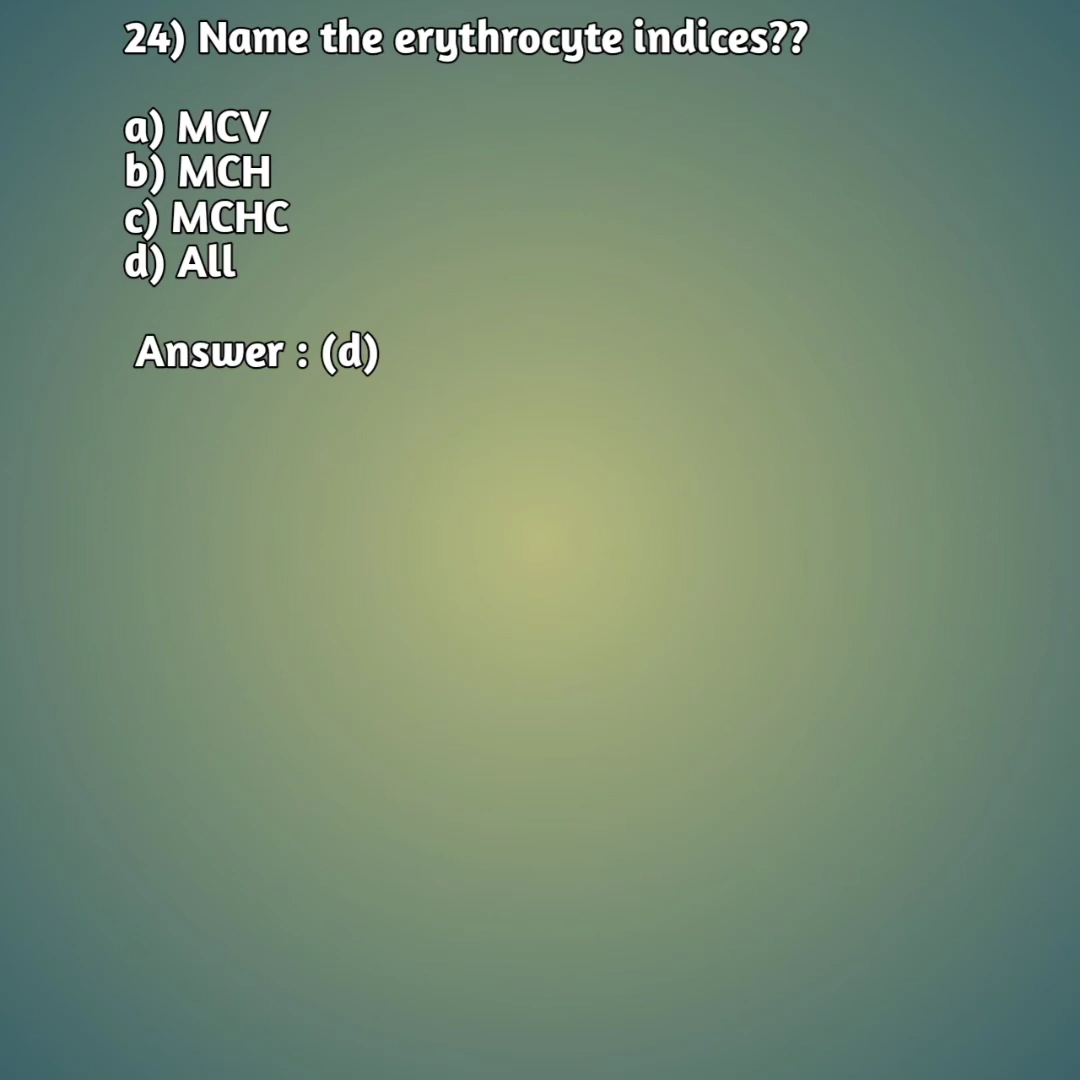 24) Name the erythrocyte indices??
a) MCV
b) MCH
c) MCHC
d) All
Answer : (d)